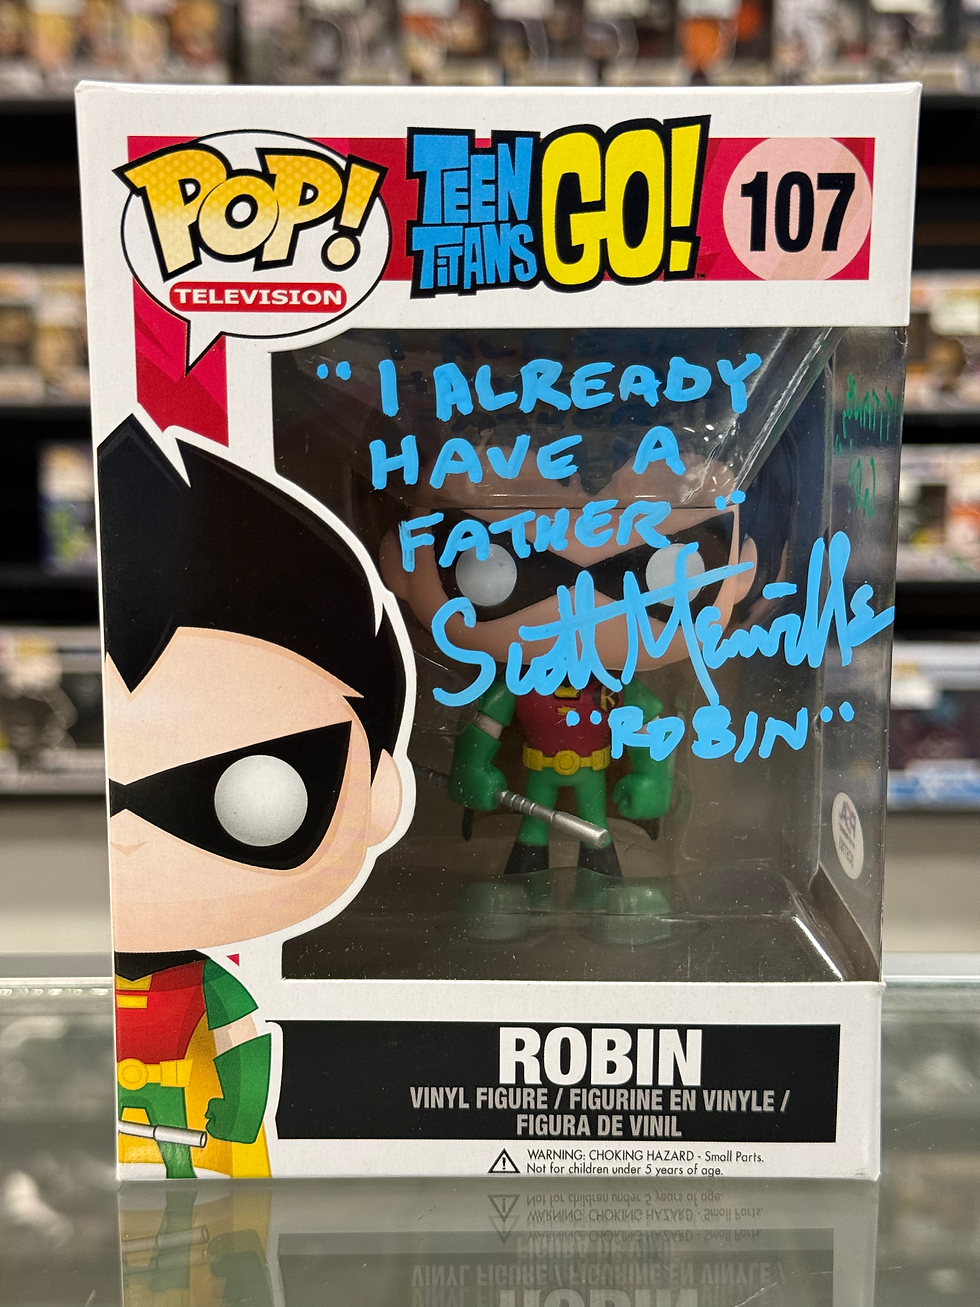 POP!
TELEVISION
TEEN
TITANS
GO!
107
"I ALREADY
HAVE A
FATHER"
Scott Menville
"ROBIN"
ROBIN
VINYL FIGURE / FIGURINE EN VINYLE /
FIGURA DE VINIL
WARNING: CHOKING HAZARD - Small Parts.
Not for children under 5 years of age.